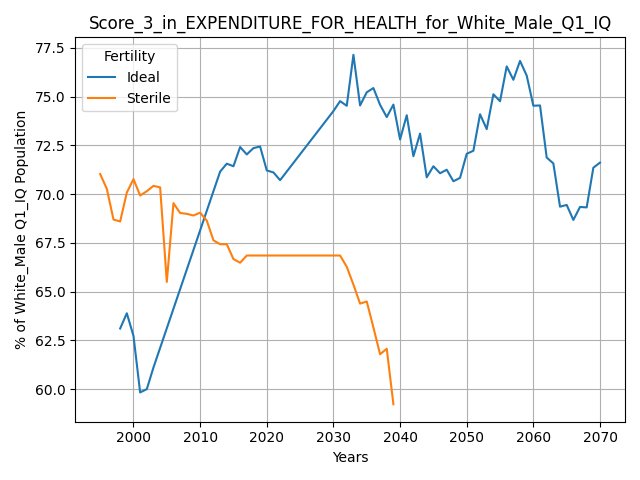 Score_3_in_EXPENDITURE_FOR_HEALTH_for_White_Male_Q1_IQ
Fertility
Ideal
Sterile
% of White_Male Q1_IQ Population
77.5
75.0
72.5
70.0
67.5
65.0
62.5
60.0
2000 2010 2020 2030 2040 2050 2060 2070
Years